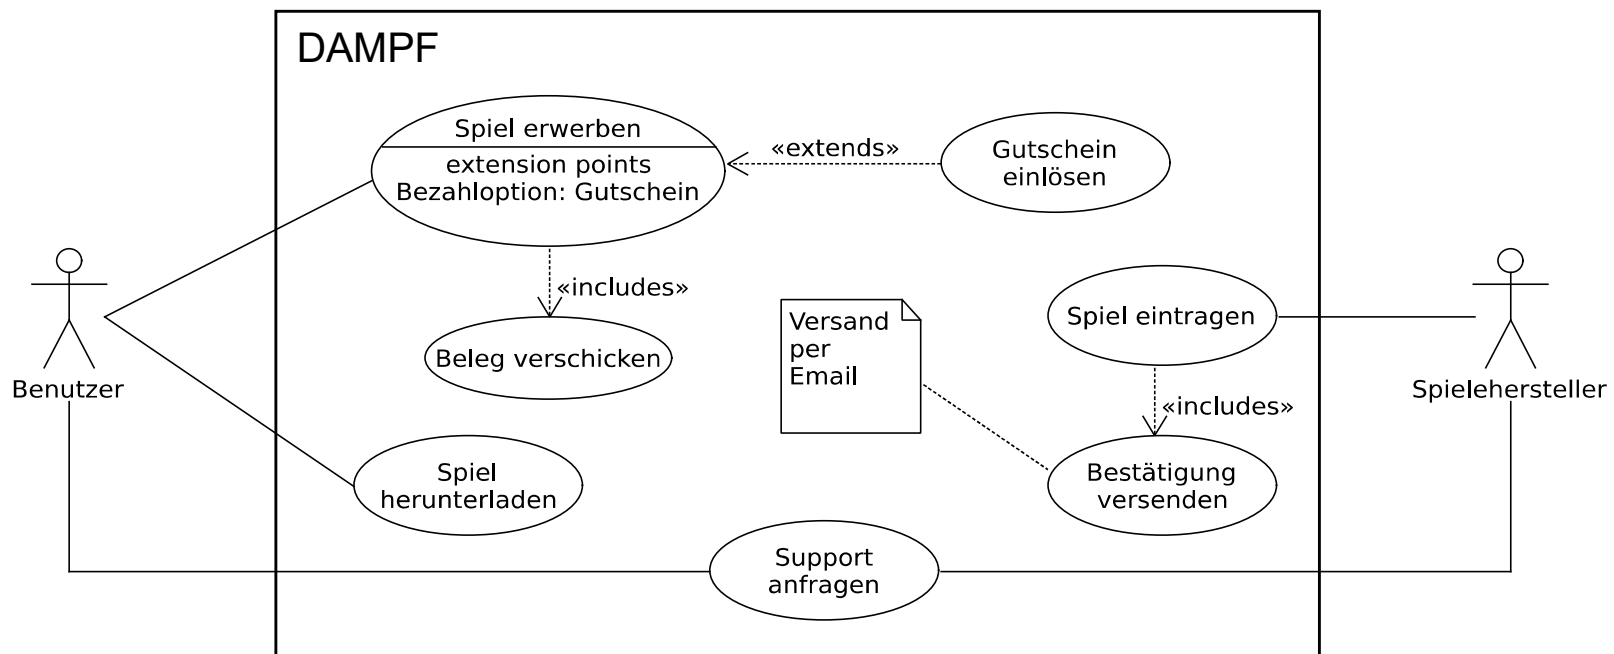 DAMPF
Spiel erwerben
extension points
Bezahloption: Gutschein
«extends»
Gutschein
einlösen
«includes»
Beleg verschicken
Versand
per
Email
Spiel eintragen
«includes»
Benutzer
Spielehersteller
Spiel
herunterladen
Bestätigung
versenden
Support
anfragen